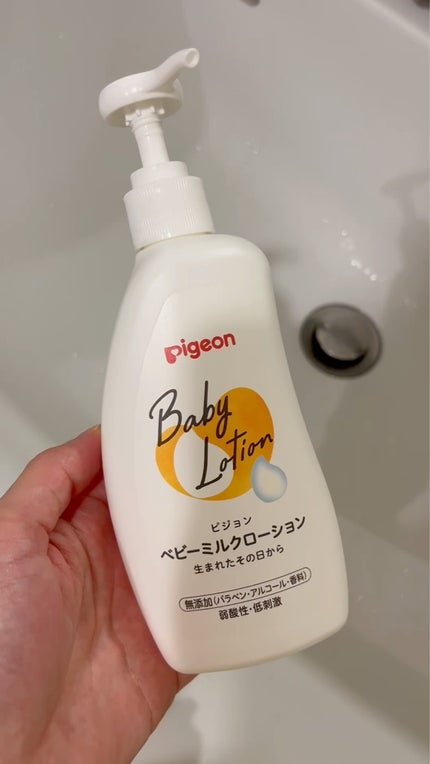 Pigeon
Baby
Lotion
ピジョン
ベビーミルクローション
生まれたその日から
無添加(パラベン・アルコール・香料)
弱酸性・低刺激